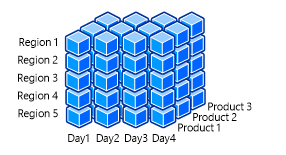 Region 1
Region 2
Region 3
Region 4
Region 5
Product 3
Product 2
Product 1
Day1 Day2 Day3 Day4